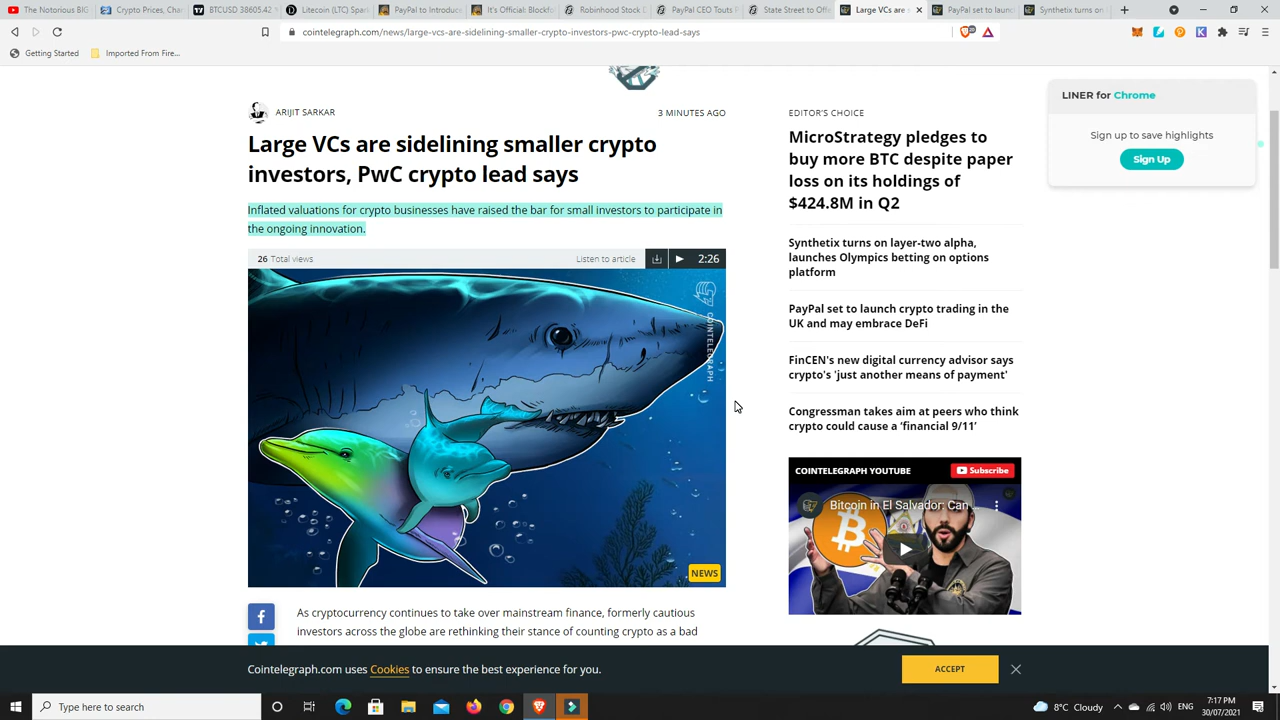 The Notorious BIG
Crypto Prices, Char
BTCUSD 38605.42
Litecoin (LTC) Spark
PayPal to Introduce
It's Official: Blockfo
Robinhood Stock D
PayPal CEO Touts P
State Street to Offe
Large VCs are s
PayPal set to launc
Synthetix turns on
cointelegraph.com/news/large-vcs-are-sidelining-smaller-crypto-investors-pwc-crypto-lead-says
Getting Started
Imported From Fire...
ARIJIT SARKAR
3 MINUTES AGO
Large VCs are sidelining smaller crypto
investors, PwC crypto lead says
Inflated valuations for crypto businesses have raised the bar for small investors to participate in
the ongoing innovation.
26 Total views
Listen to article
2:26
COINTELEGRAPH
NEWS
As cryptocurrency continues to take over mainstream finance, formerly cautious
investors across the globe are rethinking their stance of counting crypto as a bad
EDITOR'S CHOICE
MicroStrategy pledges to
buy more BTC despite paper
loss on its holdings of
$424.8M in Q2
Synthetix turns on layer-two alpha,
launches Olympics betting on options
platform
PayPal set to launch crypto trading in the
UK and may embrace DeFi
FinCEN's new digital currency advisor says
crypto's 'just another means of payment'
Congressman takes aim at peers who think
crypto could cause a 'financial 9/11'
COINTELEGRAPH YOUTUBE
Subscribe
Bitcoin in El Salvador: Can ...
LINER for Chrome
Sign up to save highlights
Sign Up
Cointelegraph.com uses Cookies to ensure the best experience for you.
ACCEPT
Type here to search
8°C Cloudy
ENG
7:17 PM
30/07/2021